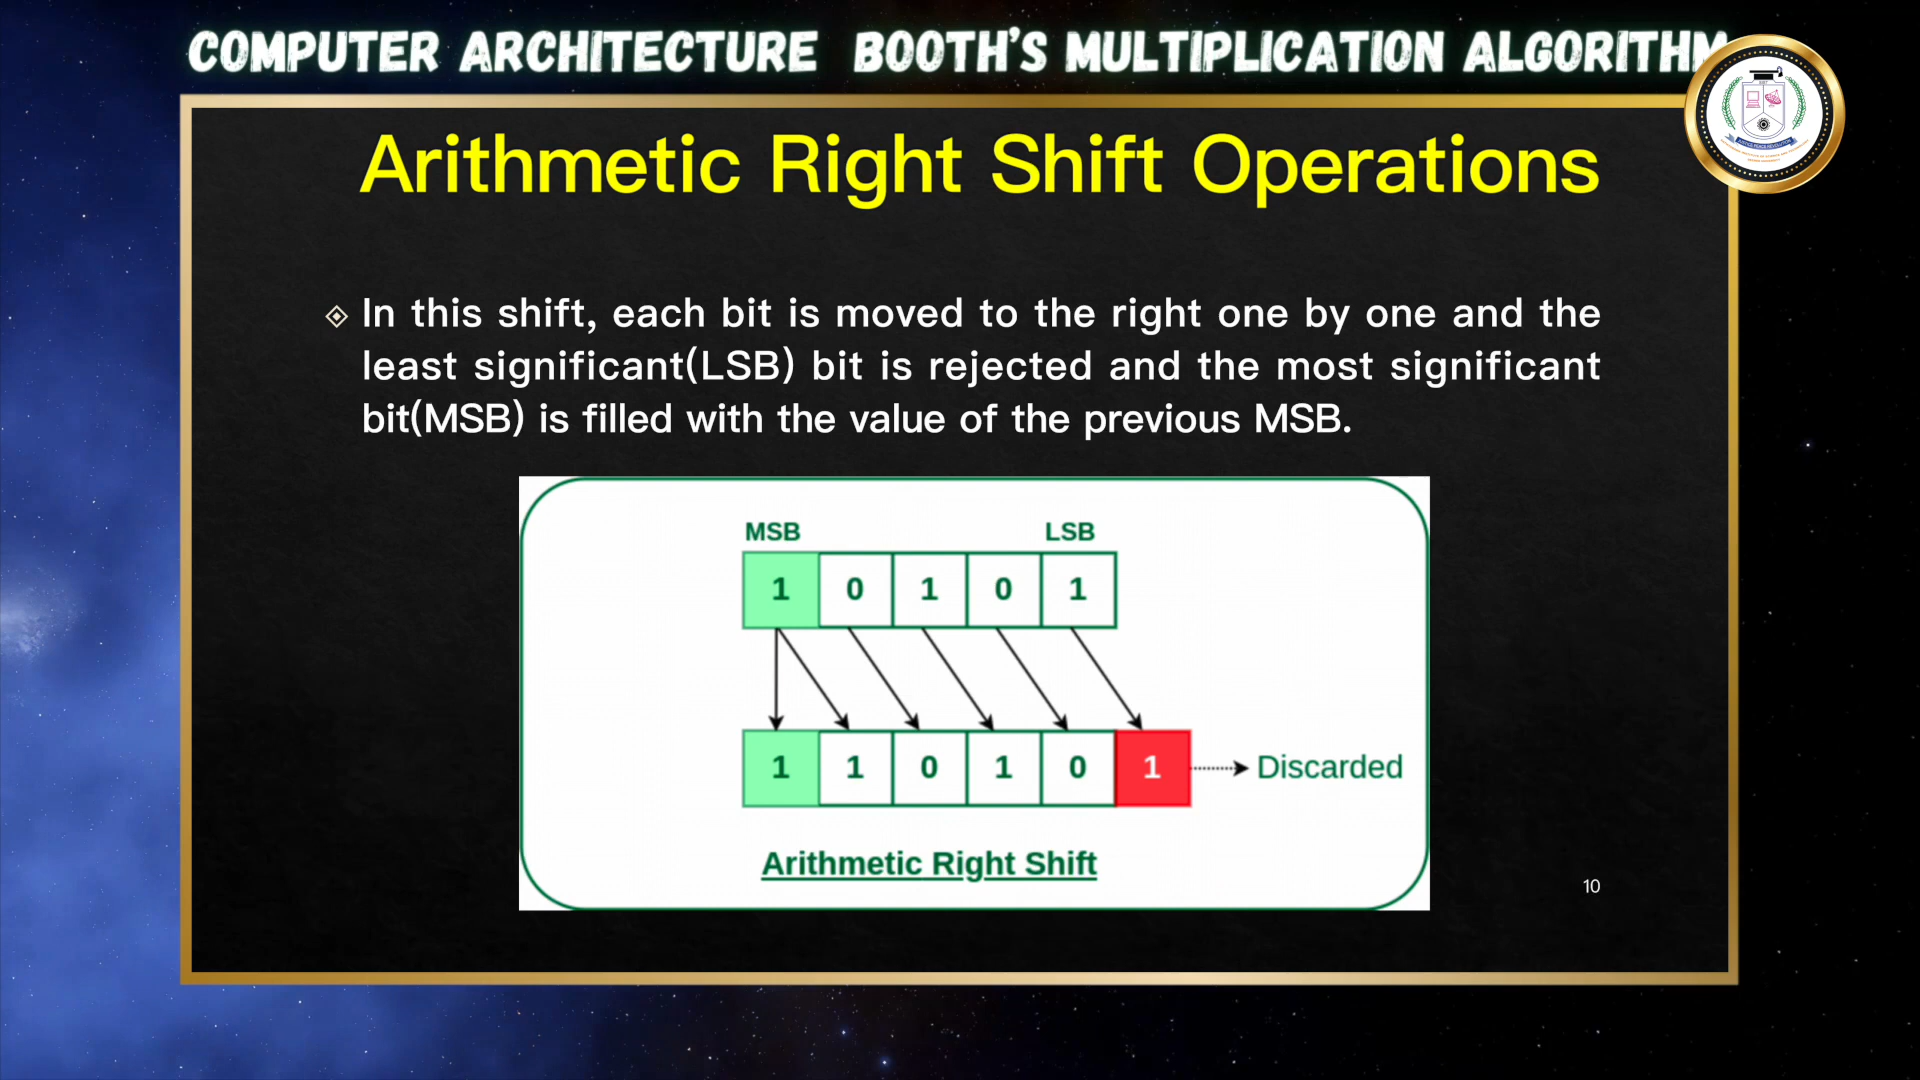 COMPUTER ARCHITECTURE BOOTH'S MULTIPLICATION ALGORITHM
Arithmetic Right Shift Operations
In this shift, each bit is moved to the right one by one and the
least significant(LSB) bit is rejected and the most significant
bit(MSB) is filled with the value of the previous MSB.
MSB LSB
1 0 1 0 1
1 1 0 1 0 1 Discarded
Arithmetic Right Shift
10